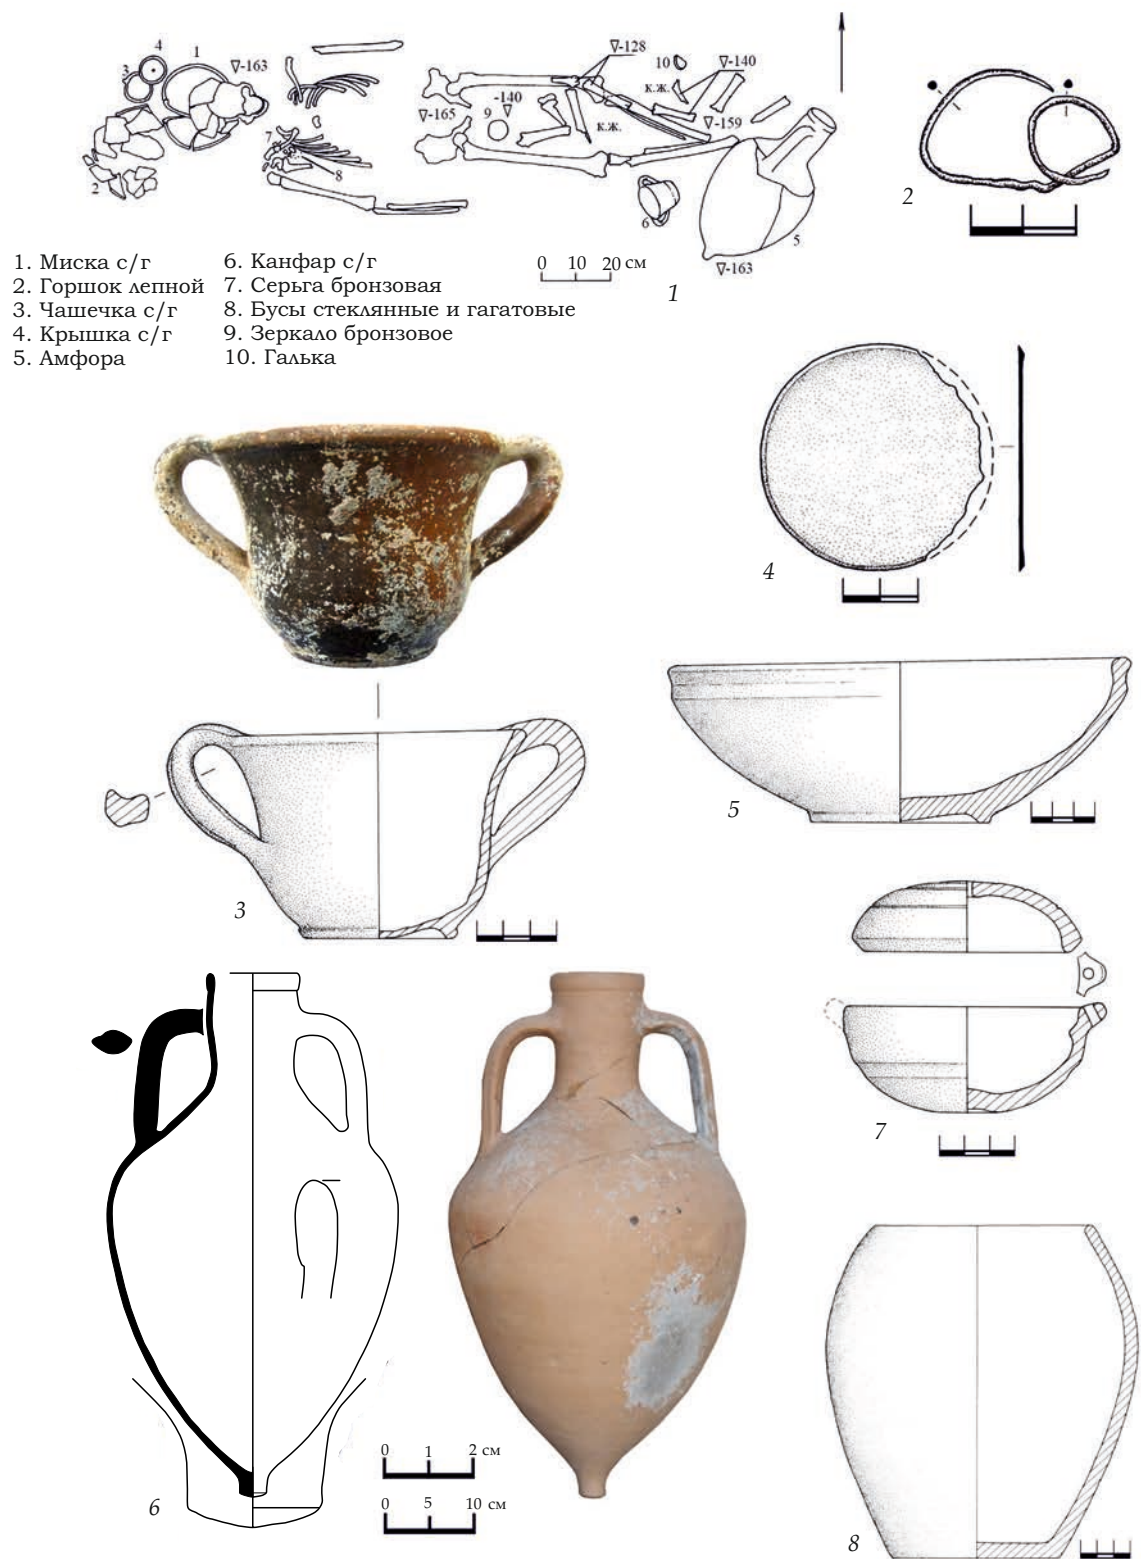 4
1
3
∇-163
2
7
8
∇-128
10
∇-140
к.ж.
-140
∇
9
∇-165
к.ж.
∇-159
6
5
∇-163
1
2
1. Миска с/г
2. Горшок лепной
3. Чашечка с/г
4. Крышка с/г
5. Амфора
6. Канфар с/г
7. Серьга бронзовая
8. Бусы стеклянные и гагатовые
9. Зеркало бронзовое
10. Галька
0 10 20 см
1
4
5
3
7
0 1 2 см
0 5 10 см
6
8